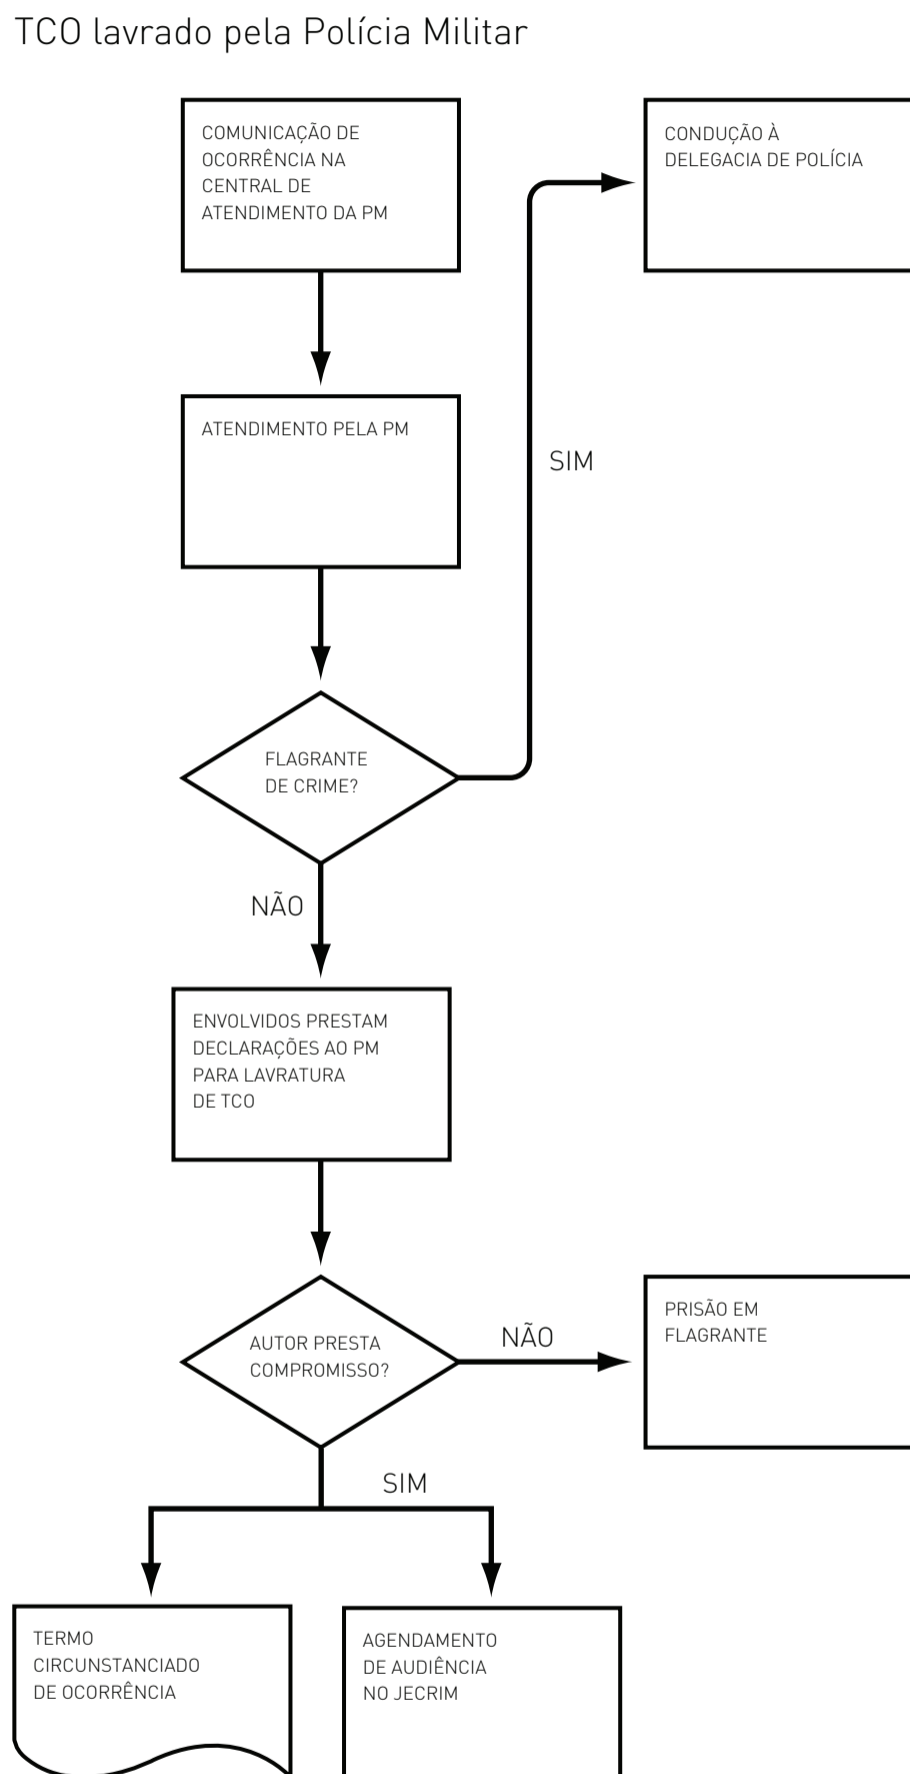 TCO lavrado pela Polícia Militar
COMUNICAÇÃO DE
OCORRÊNCIA NA
CENTRAL DE
ATENDIMENTO DA PM
CONDUÇÃO À
DELEGACIA DE POLÍCIA
ATENDIMENTO PELA PM
SIM
FLAGRANTE
DE CRIME?
NÃO
ENVOLVIDOS PRESTAM
DECLARAÇÕES AO PM
PARA LAVRATURA
DE TCO
AUTOR PRESTA
COMPROMISSO?
NÃO
PRISÃO EM
FLAGRANTE
SIM
TERMO
CIRCUNSTANCIADO
DE OCORRÊNCIA
AGENDAMENTO
DE AUDIÊNCIA
NO JECRIM